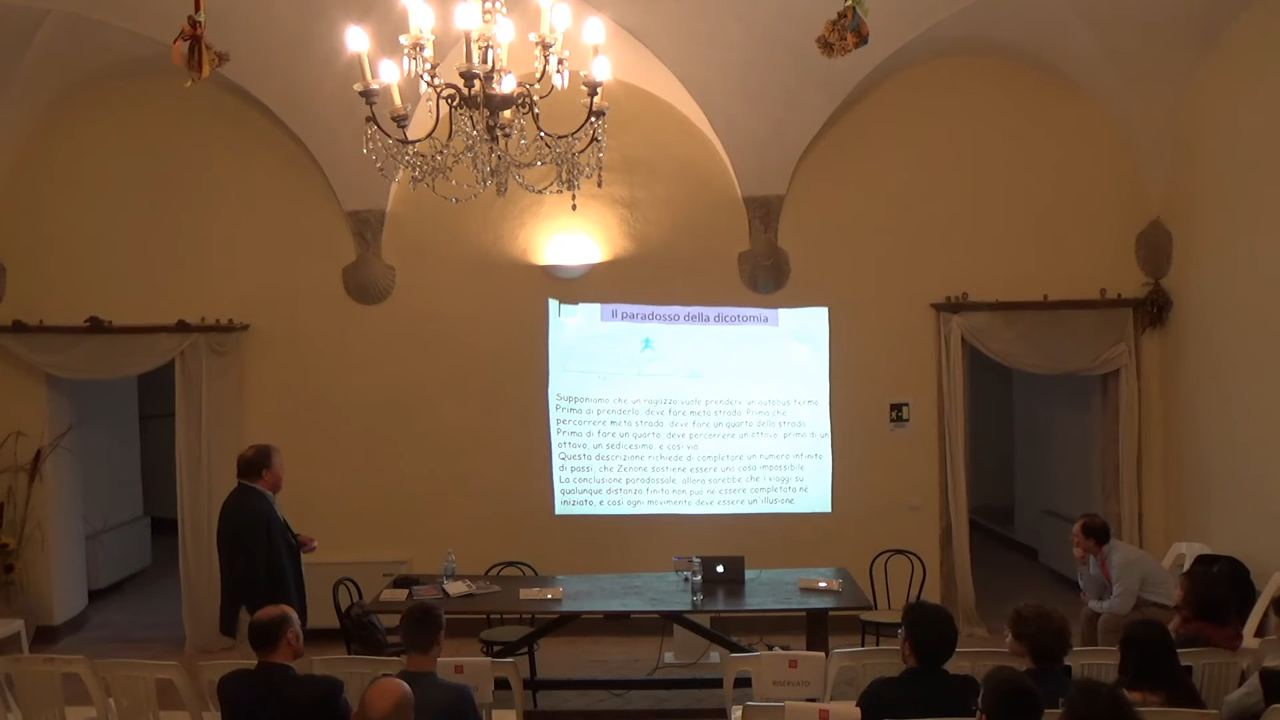 Il paradosso della dicotomia
Supponiamo che un ragazzo vuole prendere un autobus fermo
Prima di prenderlo, deve fare metà strada. Prima che
percorrere metà strada, deve fare un quarto della strada
Prima di fare un quarto, deve percorrere un ottavo, prima di un
ottavo, un sedicesimo, e così via
Questa descrizione richiede di completare un numero infinito
di passi, che Zenone sostiene essere una cosa impossibile
La conclusione paradossale, allora sarebbe che i viaggi su
qualunque distanza finita non può né essere completata né
iniziato, e così ogni movimento deve essere un'illusione.
RISERVATO